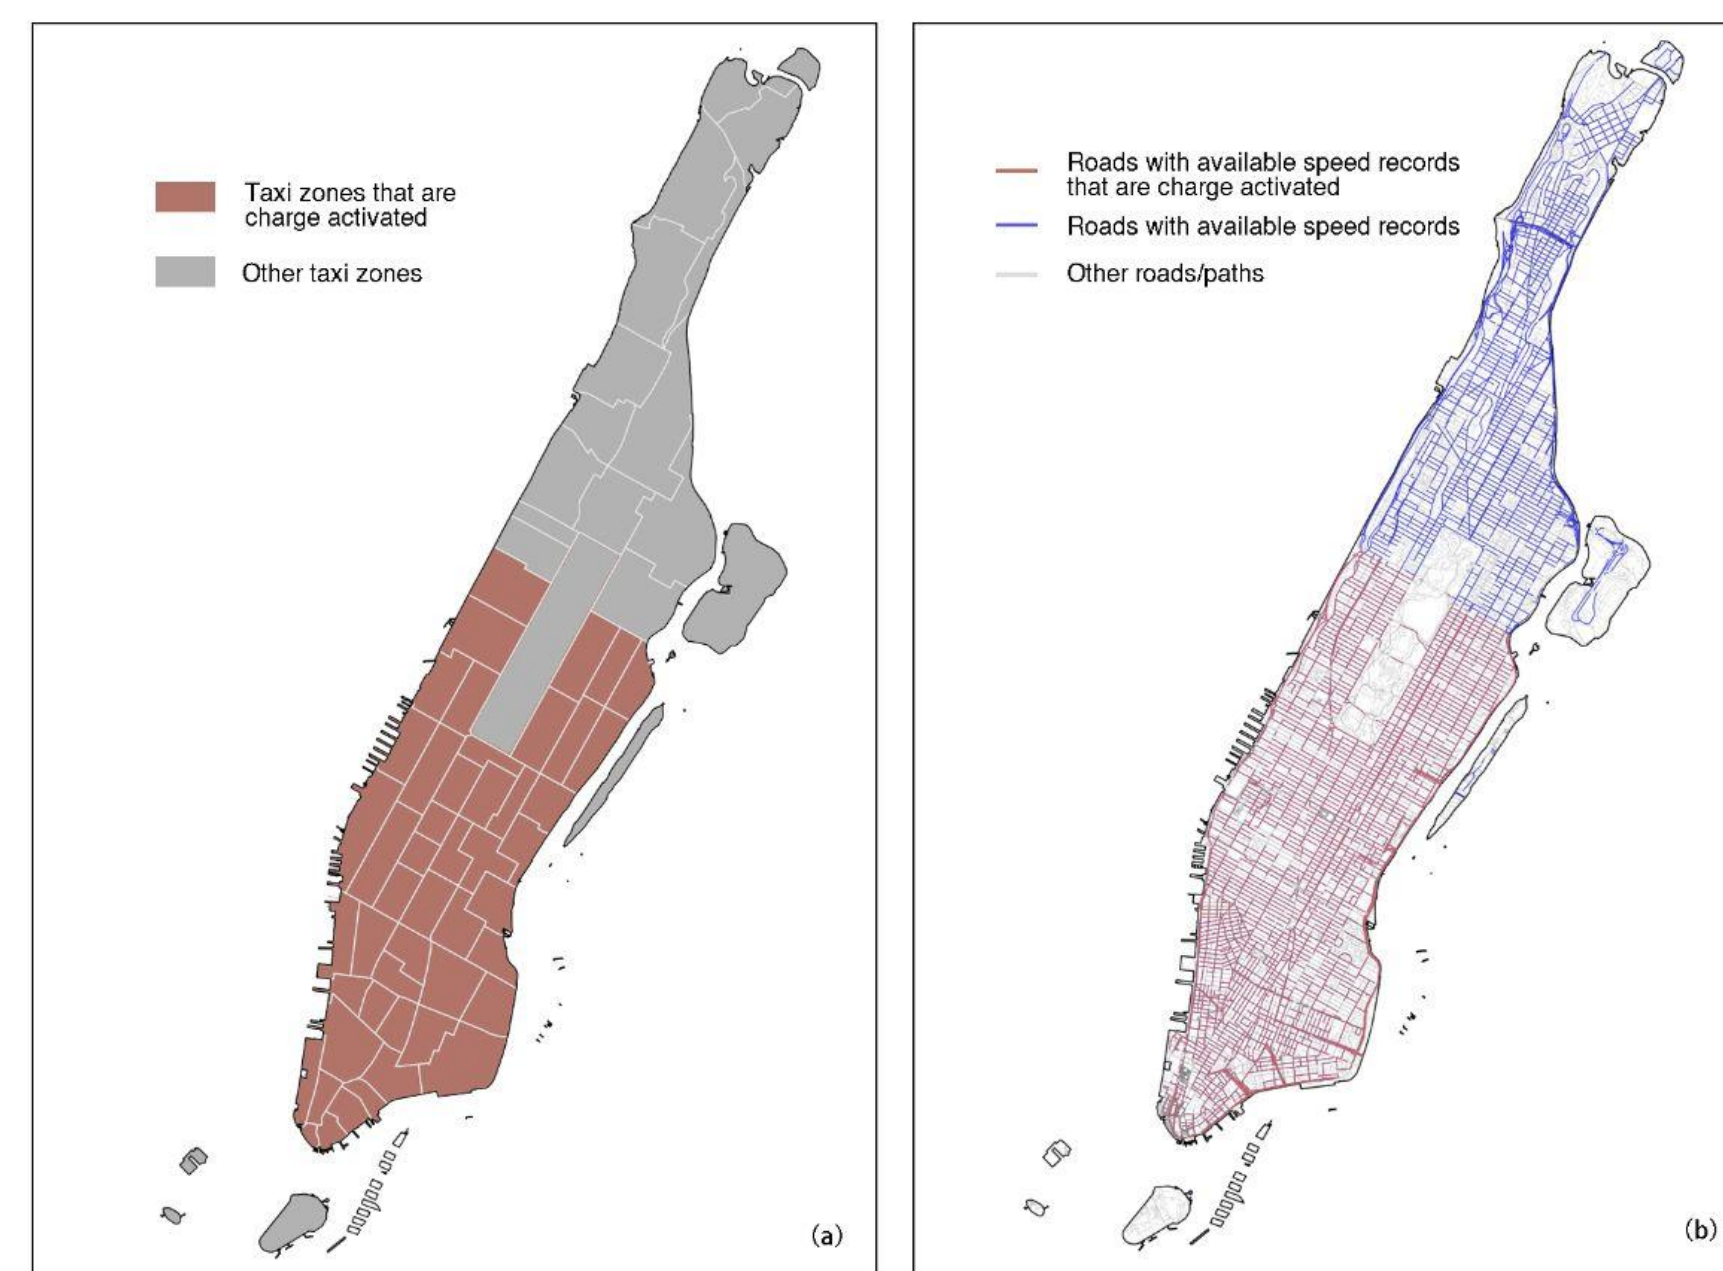 Taxi zones that are
charge activated
Other taxi zones
(a)
Roads with available speed records
that are charge activated
Roads with available speed records
Other roads/paths
(b)